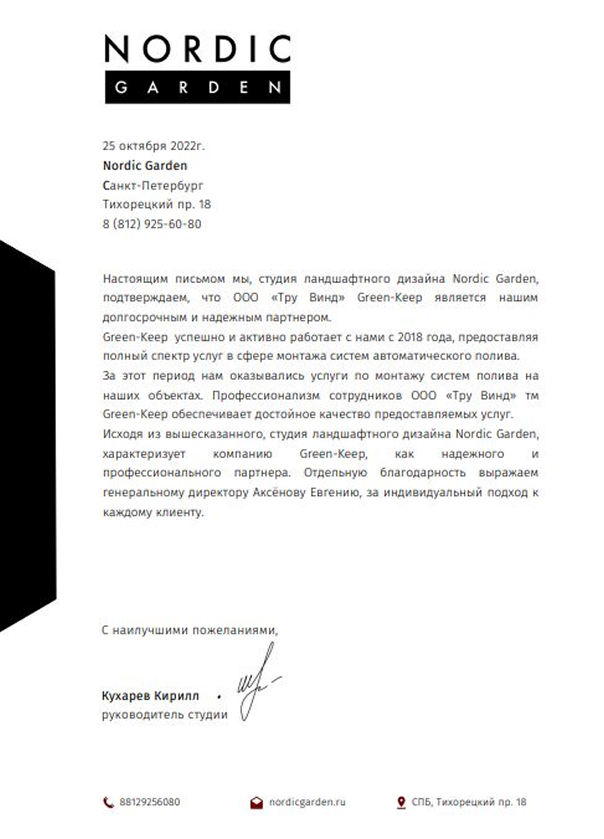 NORDIC
GARDEN
25 октября 2022г.
Nordic Garden
Санкт-Петербург
Тихорецкий пр. 18
8 (812) 925-60-80
Настоящим письмом мы, студия ландшафтного дизайна Nordic Garden,
подтверждаем, что ООО «Тру Винд» Green-Keep является нашим
долгосрочным и надежным партнером.
Green-Keep успешно и активно работает с нами с 2018 года, предоставляя
полный спектр услуг в сфере монтажа систем автоматического полива.
За этот период нам оказывались услуги по монтажу систем полива на
наших объектах. Профессионализм сотрудников ООО «Тру Винд» тм
Green-Keep обеспечивает достойное качество предоставляемых услуг.
Исходя из вышесказанного, студия ландшафтного дизайна Nordic Garden,
характеризует компанию Green-Keep, как надежного и
профессионального партнера. Отдельную благодарность выражаем
генеральному директору Аксёнову Евгению, за индивидуальный подход к
каждому клиенту.
С наилучшими пожеланиями,
Кухарев Кирилл
руководитель студии
88129256080 nordicgarden.ru СПБ, Тихорецкий пр. 18